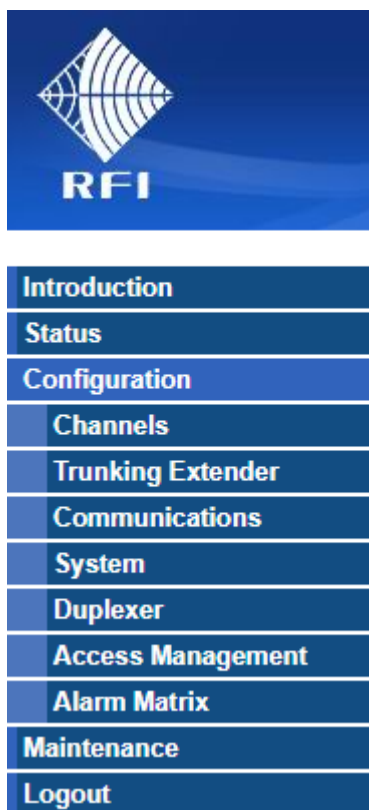 RFI
Introduction
Status
Configuration
Channels
Trunking Extender
Communications
System
Duplexer
Access Management
Alarm Matrix
Maintenance
Logout